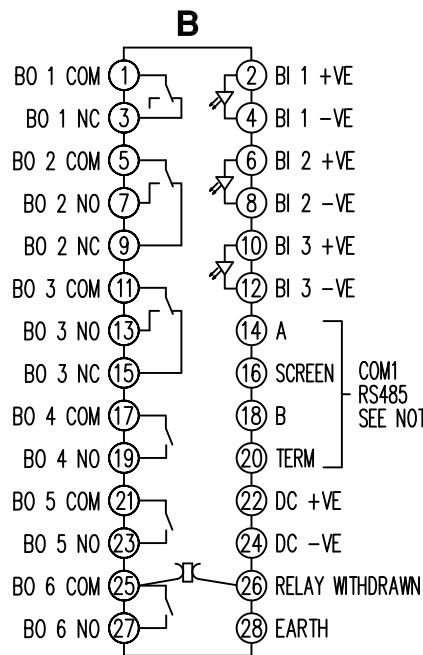 B
BO 1 COM 1 2 BI 1 +VE
BO 1 NC 3 4 BI 1 -VE
BO 2 COM 5 6 BI 2 +VE
BO 2 NO 7 8 BI 2 -VE
BO 2 NC 9 10 BI 3 +VE
BO 3 COM 11 12 BI 3 -VE
BO 3 NO 13 14 A
BO 3 NC 15 16 SCREEN
BO 4 COM 17 18 B
BO 4 NO 19 20 TERM
COM1
RS485
SEE NOT
BO 5 COM 21 22 DC +VE
BO 5 NO 23 24 DC -VE
BO 6 COM 25 26 RELAY WITHDRAWN
BO 6 NO 27 28 EARTH